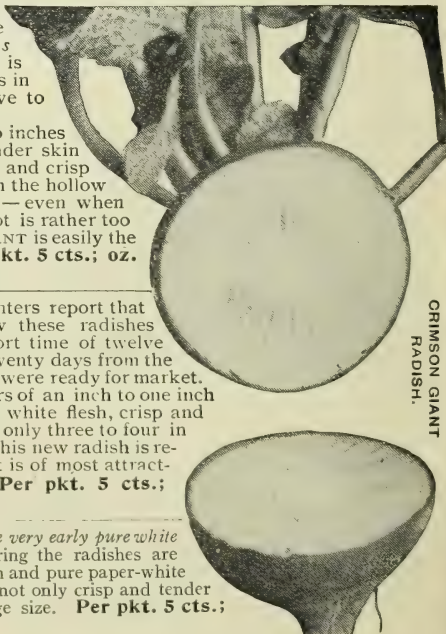 s
is
s in
ve to
inches
der skin
and crisp
the hollow
— even when
ot is rather too
ANT is easily the
kt. 5 cts.; oz.
nters report that
these radishes
ort time of twelve
wenty days from the
were ready for market.
rs of an inch to one inch
white flesh, crisp and
only three to four in
his new radish is re-
is of most attract-
Per pkt. 5 cts.;
very early pure white
ring the radishes are
and pure paper-white
not only crisp and tender
ge size. Per pkt. 5 cts.;
CRIMSON GIANT
RADISH.